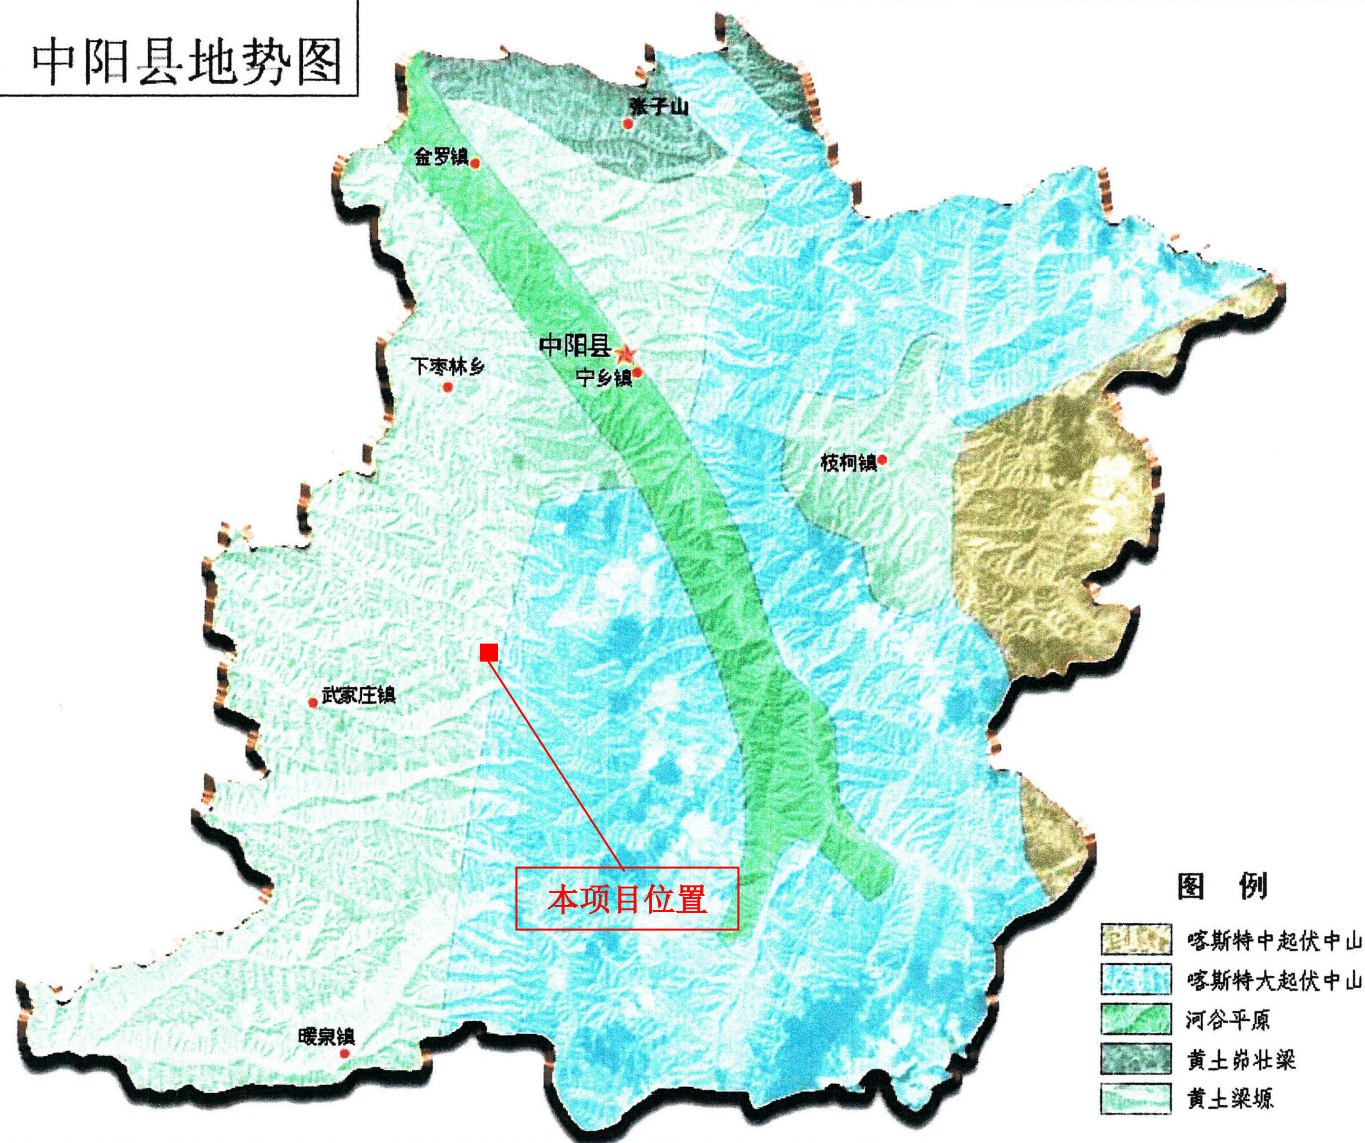 中阳县地势图
张子山
金罗镇
中阳县
宁乡镇
下枣林乡
枝柯镇
武家庄镇
本项目位置
暖泉镇
图 例
喀斯特中起伏中山
喀斯特大起伏中山
河谷平原
黄土峁壮梁
黄土梁塬